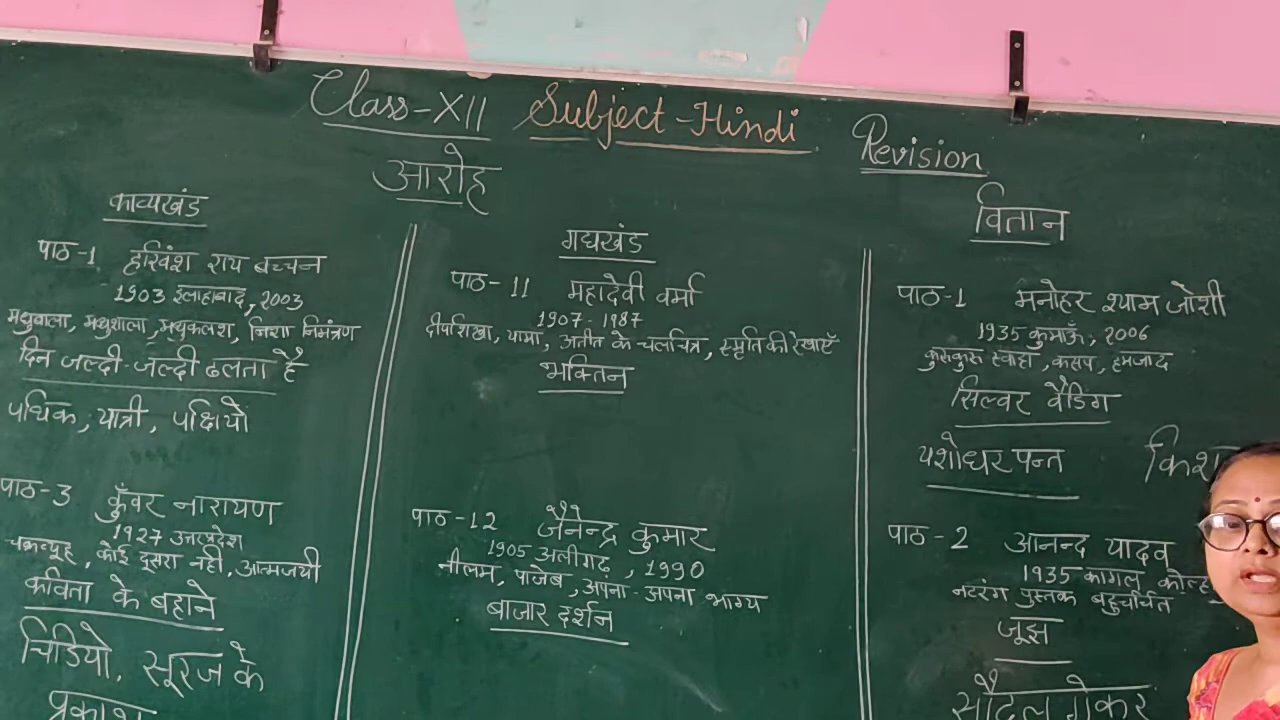 Class-XII Subject-Hindi Revision
आरोह
काव्यखंड
पाठ-1 हरिवंश राय बच्चन
1903 इलाहाबाद, 2003
मधुबाला, मधुशाला, मधुकलश, निशा निमंत्रण
दिन जल्दी-जल्दी ढलता है
पथिक, यात्री, पक्षियो
पाठ-3 कुँवर नारायण
1927 उत्तरप्रदेश
चक्रव्यूह, कोई दूसरा नहीं, आत्मजयी
कविता के बहाने
चिडियो, सूरज के
प्रकाश
गद्यखंड
पाठ-11 महादेवी वर्मा
1907-1987
दीपशिखा, यामा, अतीत के चलचित्र, स्मृति की रेखाएँ
भक्तिन
पाठ-12 जैनेन्द्र कुमार
1905 अलीगढ़, 1990
नीलम, पाजेब, अपना-अपना भाग्य
बाजार दर्शन
वितान
पाठ-1 मनोहर श्याम जोशी
1935 कुमाऊँ, 2006
कुरुकुरु स्वाहा, कसप, हमजाद
सिल्वर वैडिंग
यशोधर पन्त
पाठ-2 आनन्द यादव
1935 कागल,
नटरंग पुस्तक बहुचर्चित
जूझ